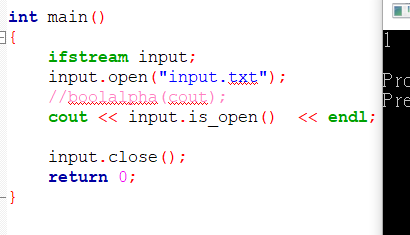 int main()
{
ifstream input;
input.open("input.txt");
//boolalpha(cout);
cout << input.is_open()  << endl;
input.close();
return 0;
}
1
Pro
Pre